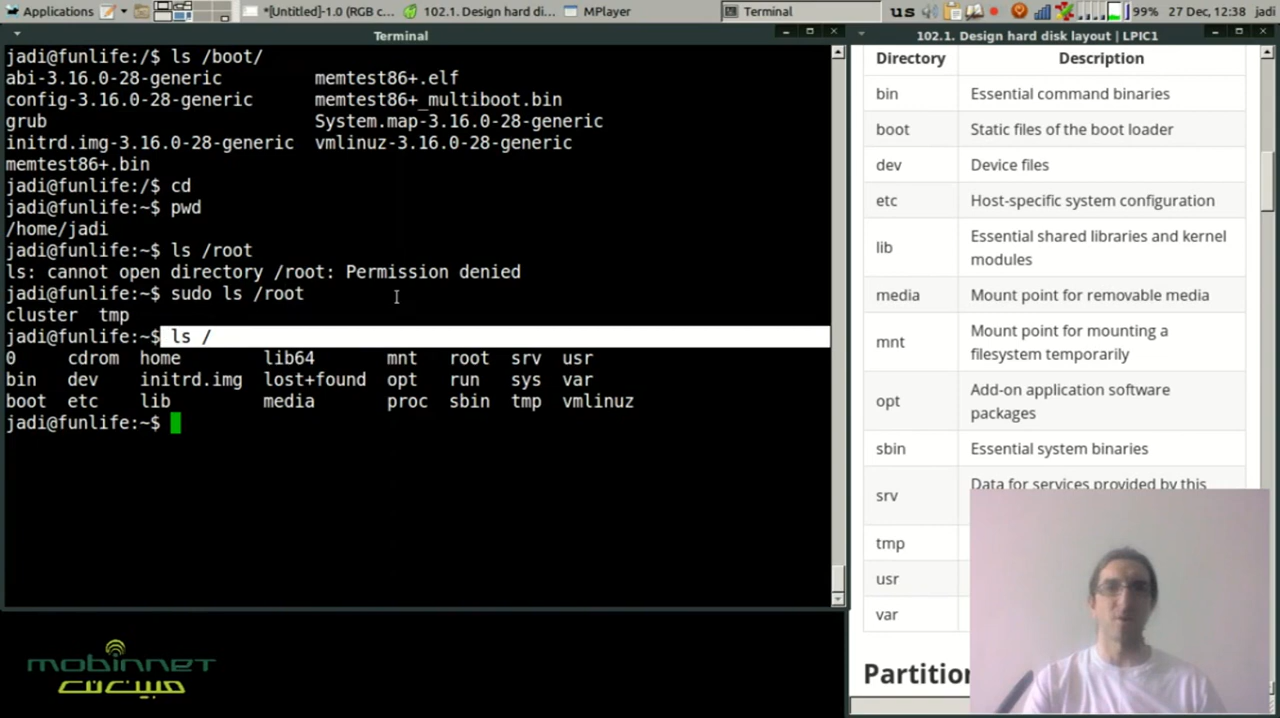 Applications
*[Untitled]-1.0 (RGB c...
102.1. Design hard di...
MPlayer
Terminal
us
99%
27 Dec, 12:38
jadi
Terminal
jadi@funlife:/$ ls /boot/
abi-3.16.0-28-generic memtest86+.elf
config-3.16.0-28-generic memtest86+_multiboot.bin
grub System.map-3.16.0-28-generic
initrd.img-3.16.0-28-generic vmlinuz-3.16.0-28-generic
memtest86+.bin
jadi@funlife:/$ cd
jadi@funlife:~$ pwd
/home/jadi
jadi@funlife:~$ ls /root
ls: cannot open directory /root: Permission denied
jadi@funlife:~$ sudo ls /root
cluster tmp
jadi@funlife:~$ ls /
0 cdrom home lib64 mnt root srv usr
bin dev initrd.img lost+found opt run sys var
boot etc lib media proc sbin tmp vmlinuz
jadi@funlife:~$
mobinnet
مبین‌نت
102.1. Design hard disk layout | LPIC1
Directory Description
bin Essential command binaries
boot Static files of the boot loader
dev Device files
etc Host-specific system configuration
lib Essential shared libraries and kernel
modules
media Mount point for removable media
mnt Mount point for mounting a
filesystem temporarily
opt Add-on application software
packages
sbin Essential system binaries
srv Data for services provided by this
tmp
usr
var
Partition